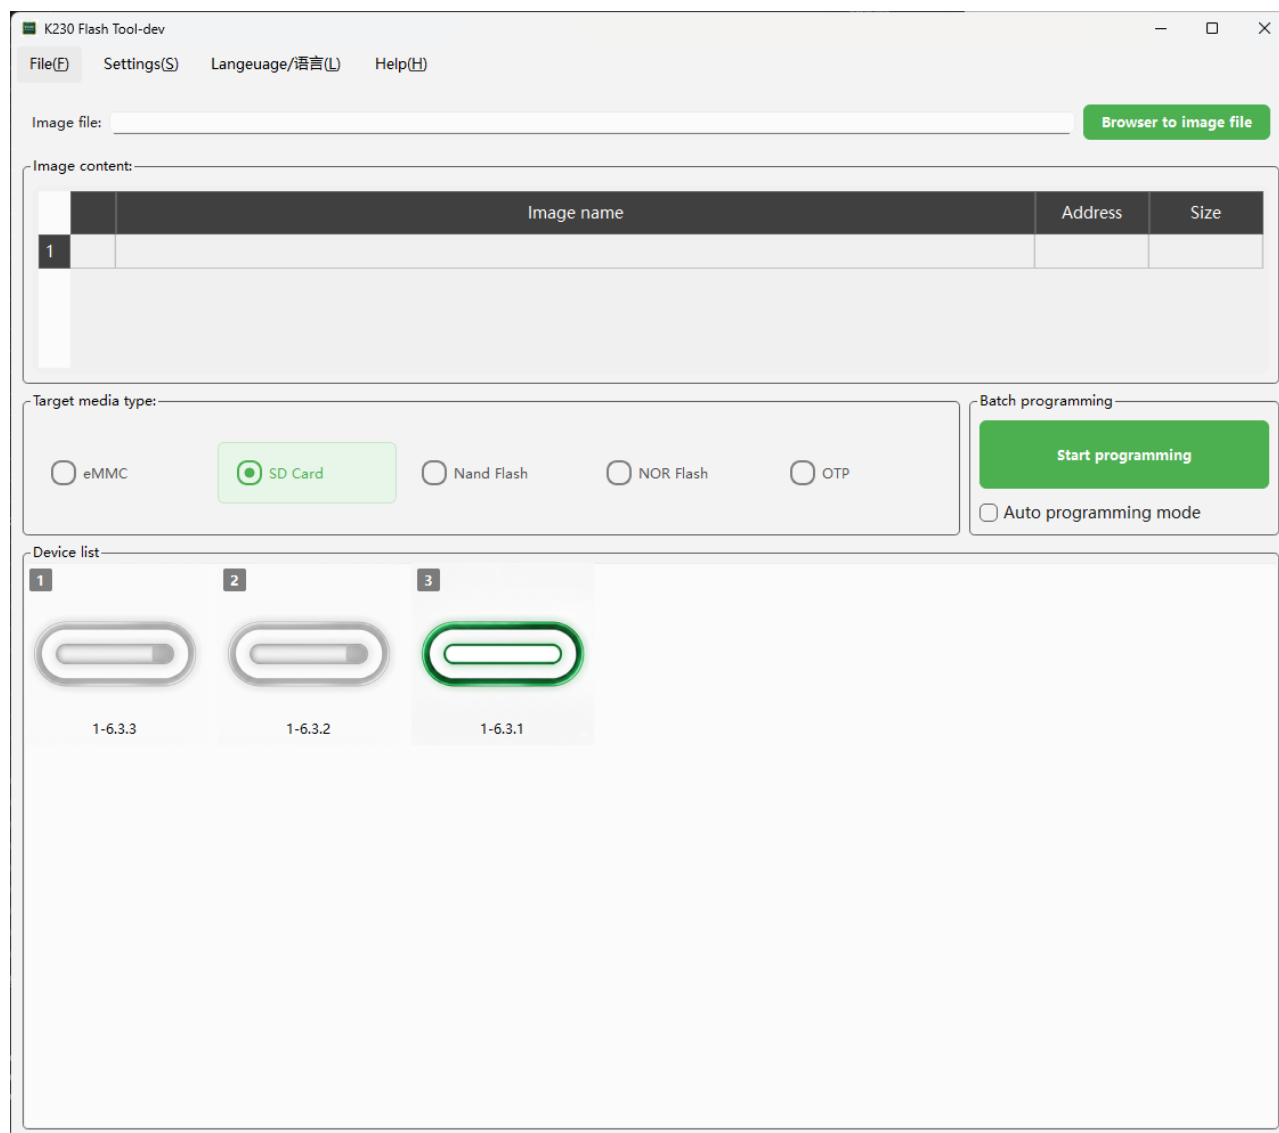 K230 Flash Tool-dev
File(F) Settings(S) Langeuage/语言(L) Help(H)
Image file: Browser to image file
Image content:
Image name Address Size
1
Target media type:
eMMC SD Card Nand Flash NOR Flash OTP
Batch programming
Start programming
Auto programming mode
Device list
1 2 3
1-6.3.3 1-6.3.2 1-6.3.1